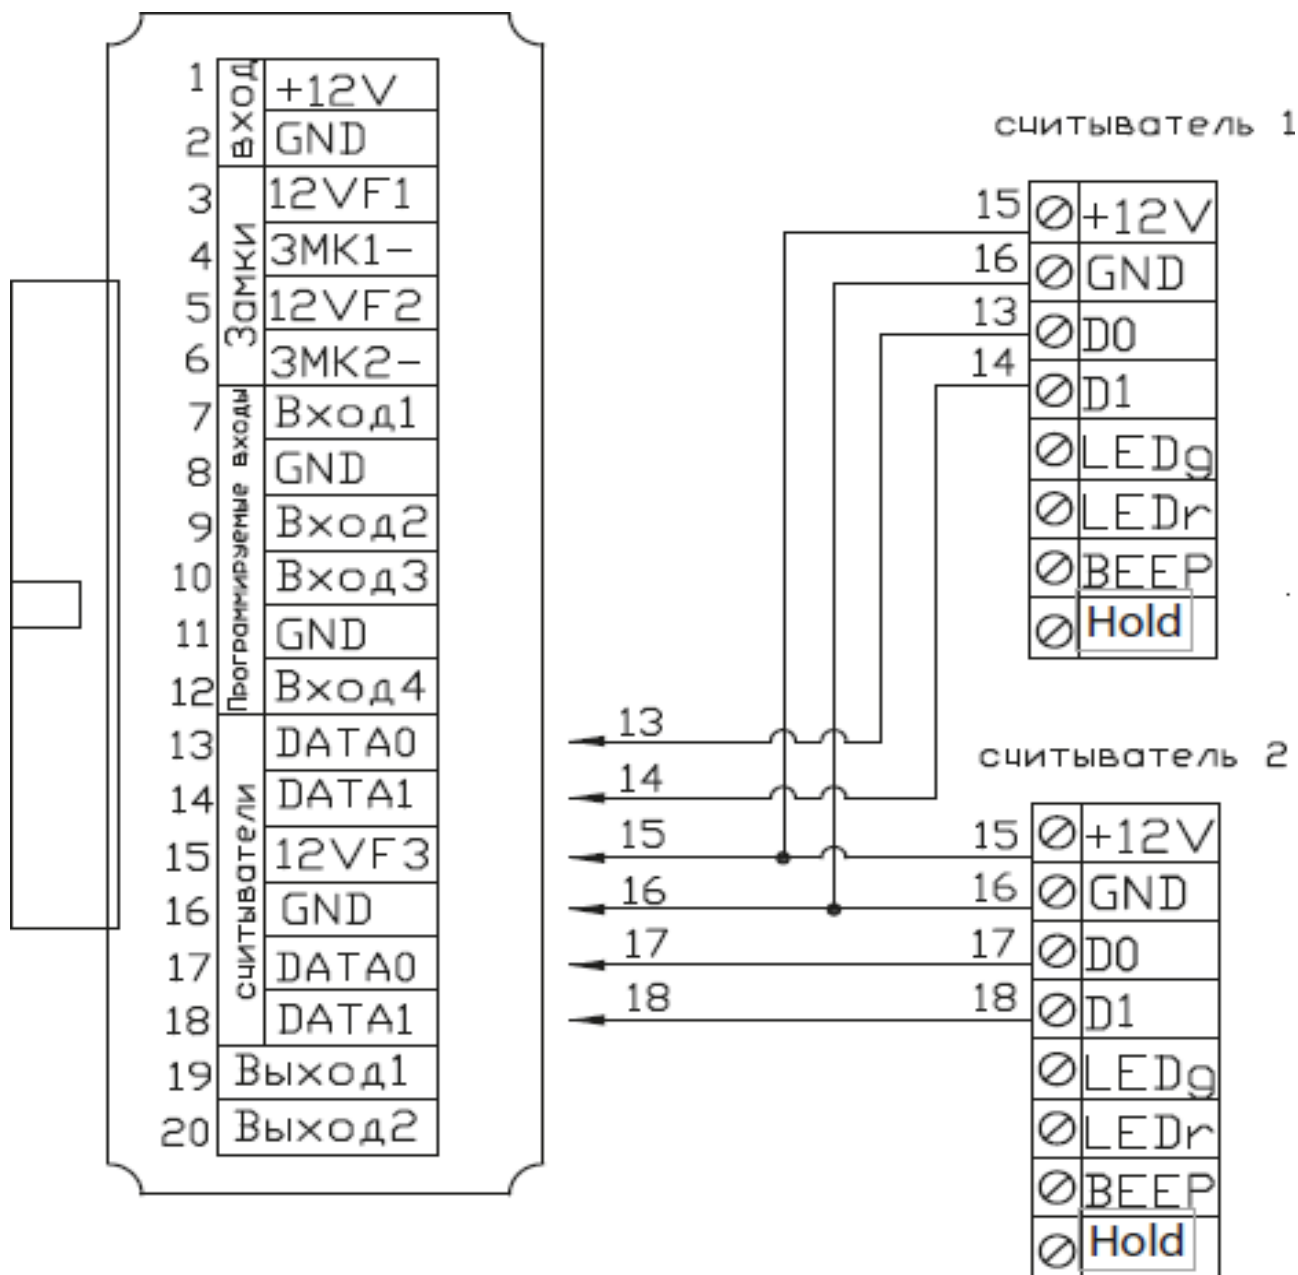 1 +12V
2 GND
вход
3 12VF1
4 ЗМК1-
5 12VF2
6 ЗМК2-
Замки
7 Вход1
8 GND
9 Вход2
10 Вход3
11 GND
12 Вход4
Программируемые входы
13 DATA0
14 DATA1
15 12VF3
16 GND
17 DATA0
18 DATA1
считыватели
19 Выход1
20 Выход2
13
14
15
16
17
18
считыватель 1
15 +12V
16 GND
13 D0
14 D1
LEDg
LEDr
BEEP
Hold
считыватель 2
15 +12V
16 GND
17 D0
18 D1
LEDg
LEDr
BEEP
Hold